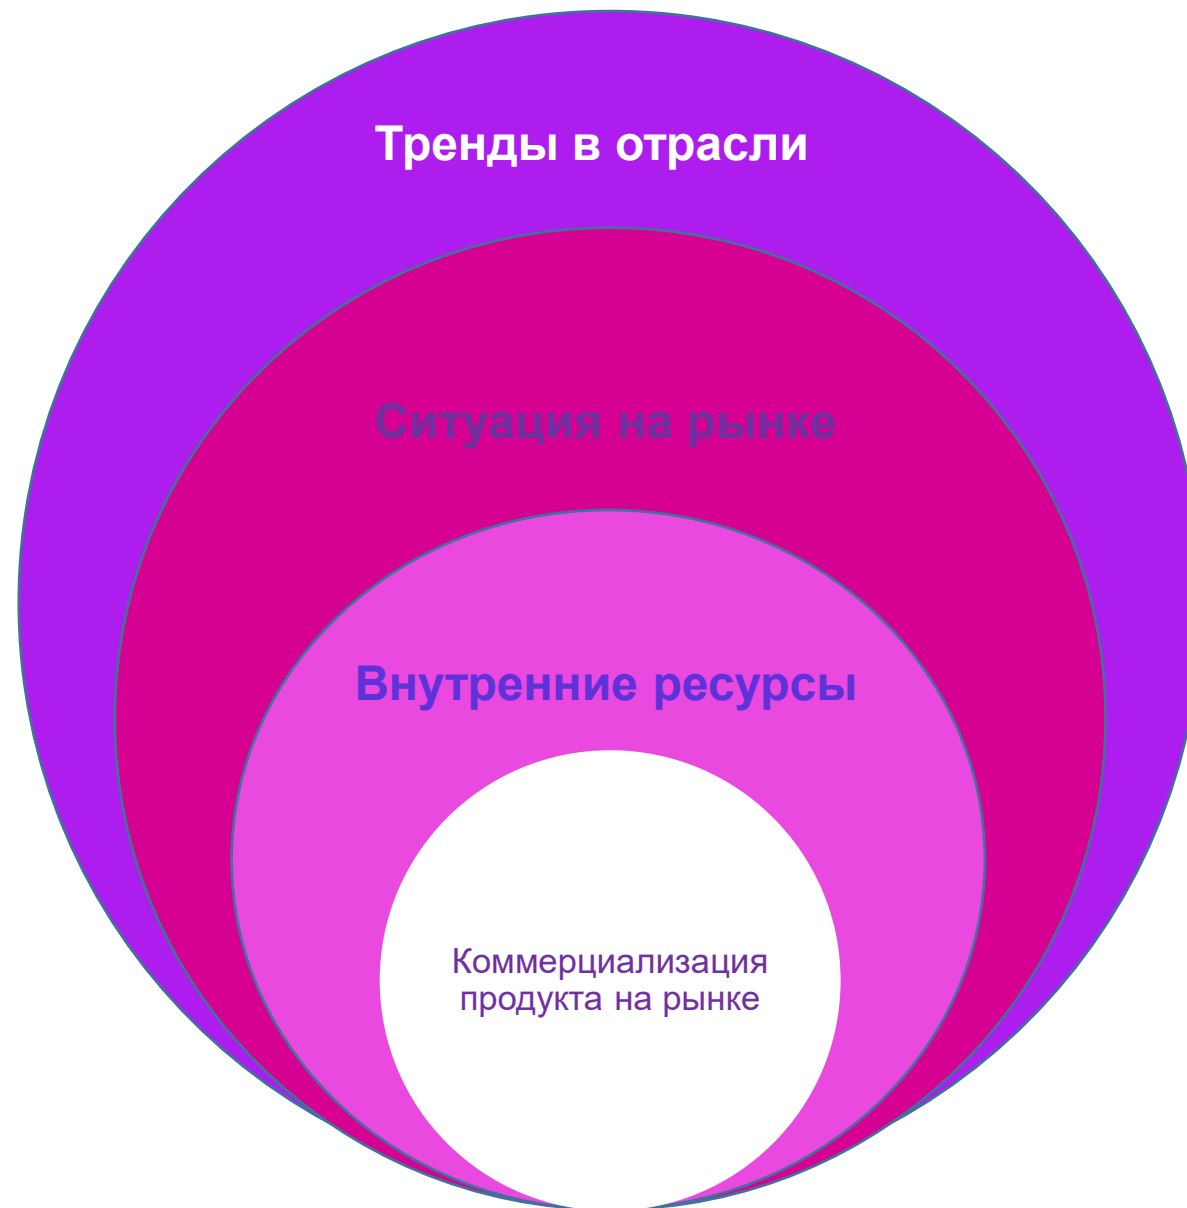 Тренды в отрасли
Ситуация на рынке
Внутренние ресурсы
Коммерциализация
продукта на рынке